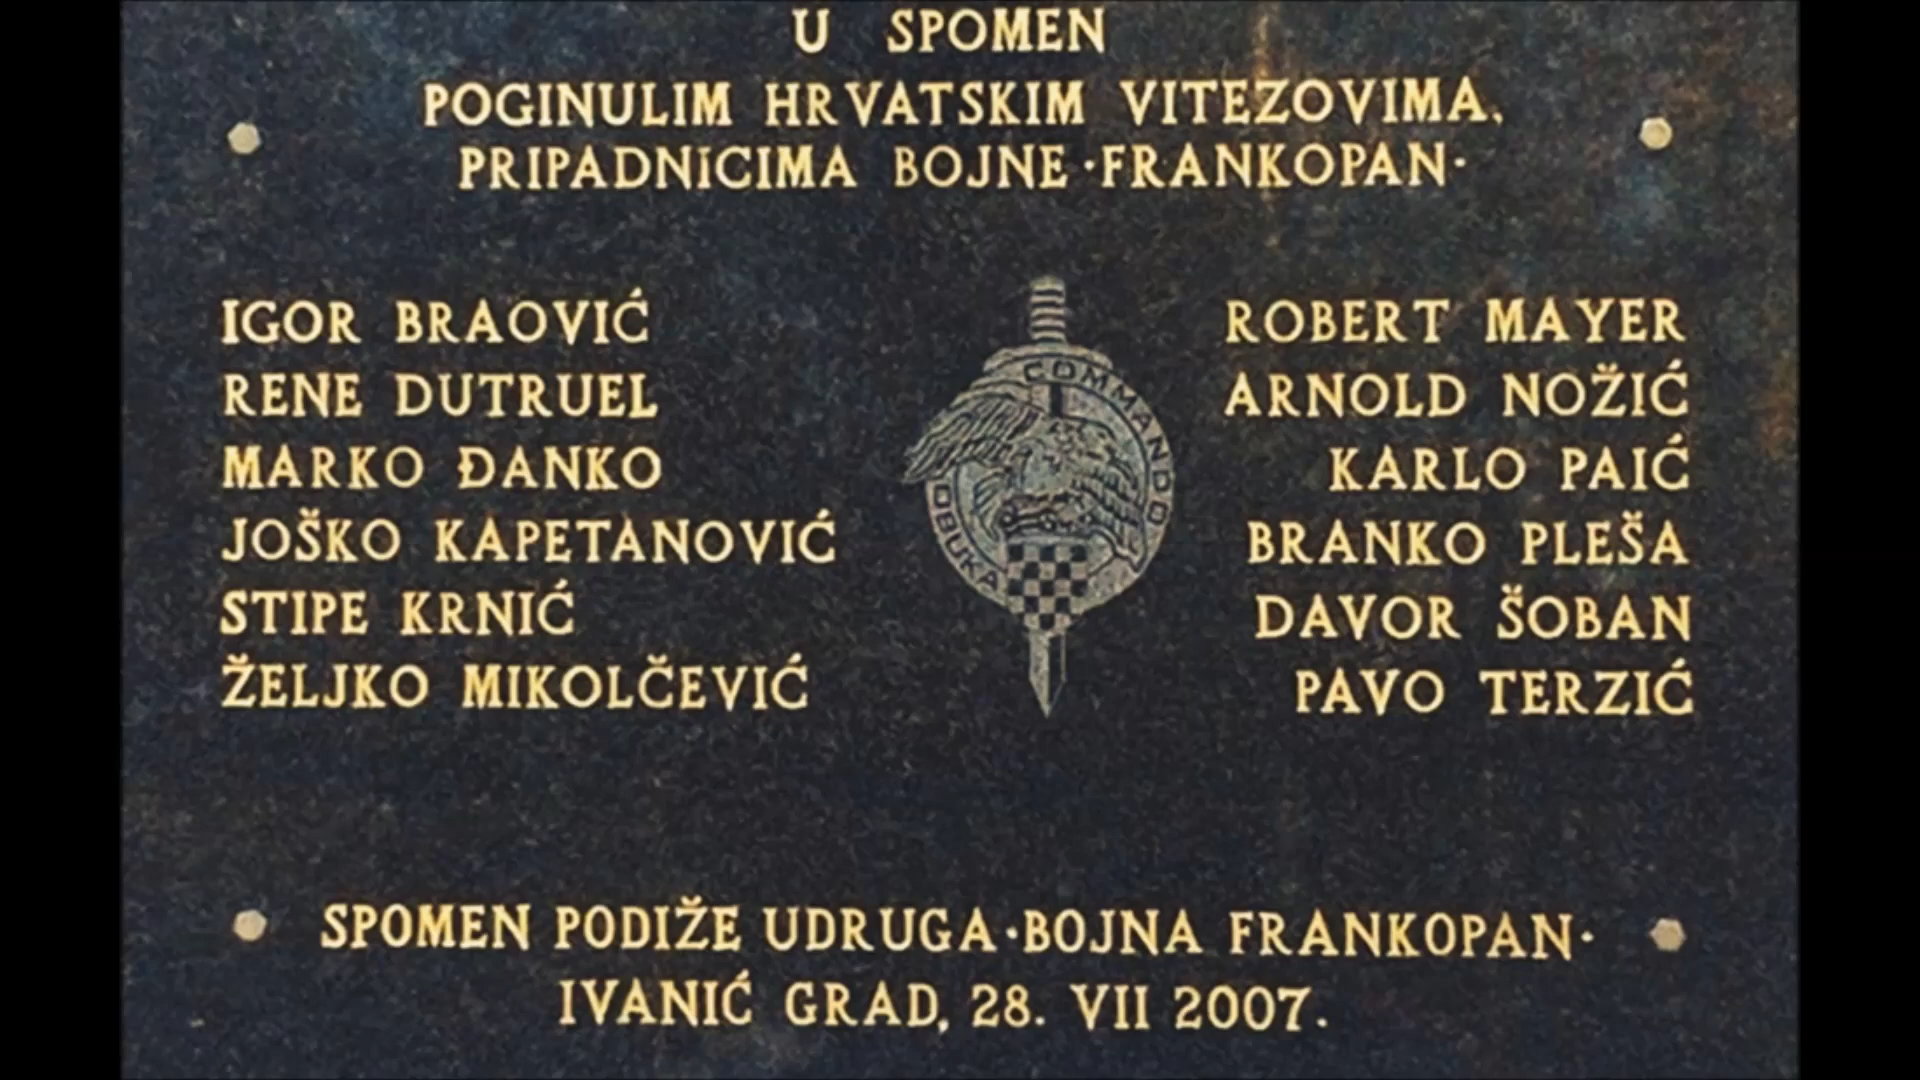 U SPOMEN
POGINULIM HRVATSKIM VITEZOVIMA,
PRIPADNICIMA BOJNE ·FRANKOPAN·
IGOR BRAOVIĆ
RENE DUTRUEL
MARKO ĐANKO
JOŠKO KAPETANOVIĆ
STIPE KRNIĆ
ŽELJKO MIKOLČEVIĆ
COMMANDO
OBUKA
ROBERT MAYER
ARNOLD NOŽIĆ
KARLO PAIĆ
BRANKO PLEŠA
DAVOR ŠOBAN
PAVO TERZIĆ
SPOMEN PODIŽE UDRUGA·BOJNA FRANKOPAN·
IVANIĆ GRAD, 28. VII 2007.